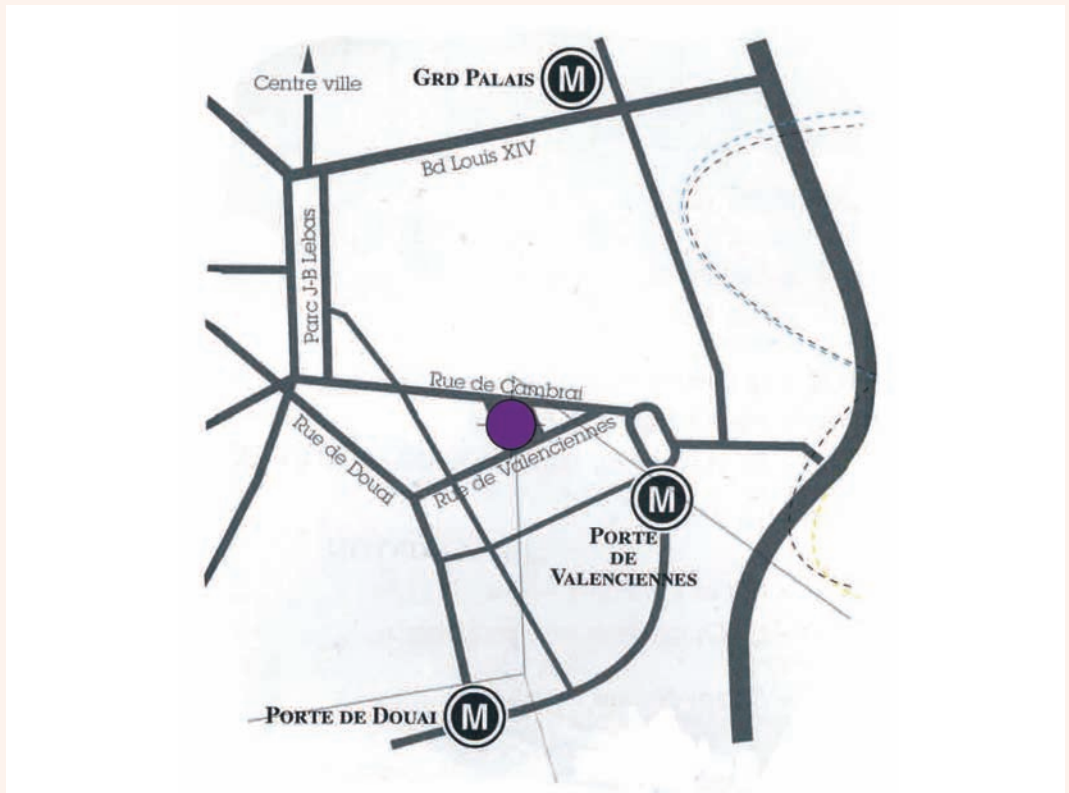 GRD PALAIS
M
Centre ville
Bd Louis XIV
Parc J-B Lebas
Rue de Cambrai
Rue de Douai
Rue de Valenciennes
M
PORTE
DE
VALENCIENNES
PORTE DE DOUAI
M